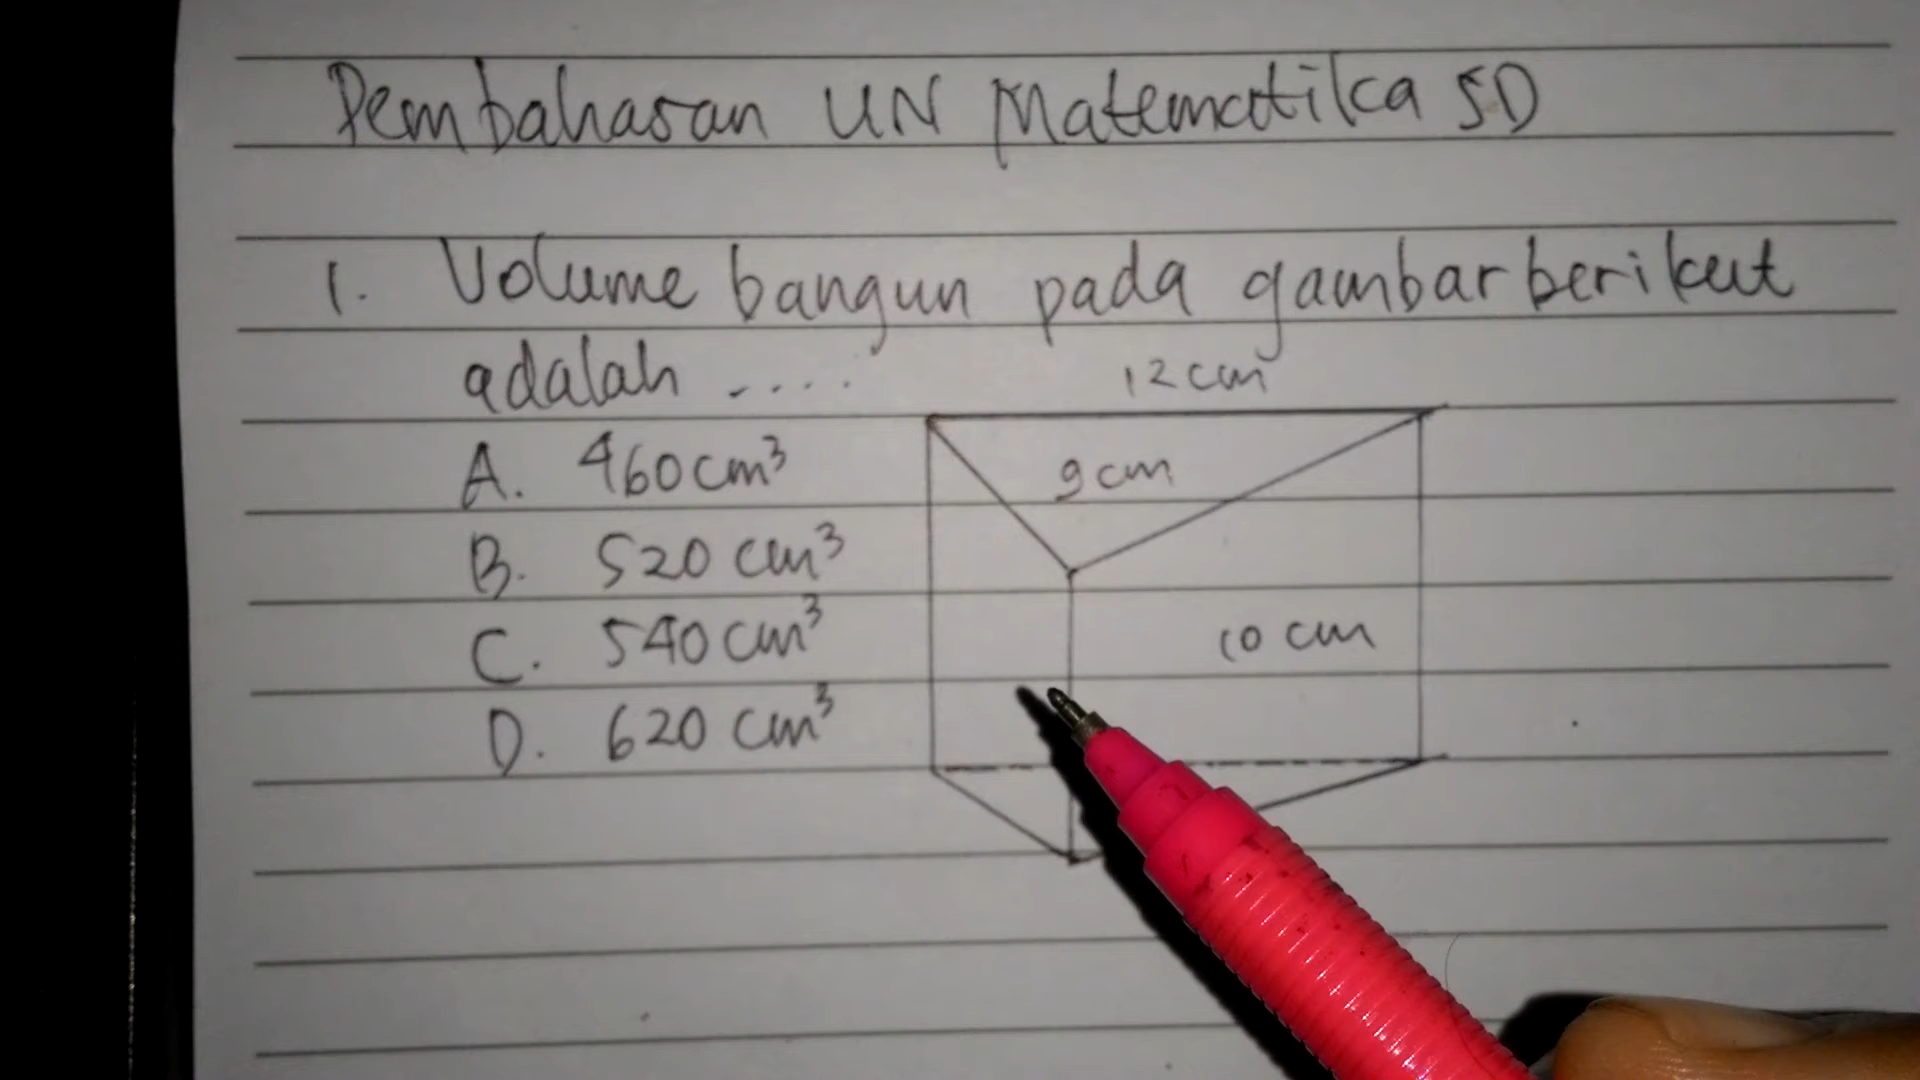 Pembahasan UN Matematika SD
1. Volume bangun pada gambar berikut
adalah ....
12 cm
A. 460 cm³
9 cm
B. 520 cm³
C. 540 cm³
10 cm
D. 620 cm³